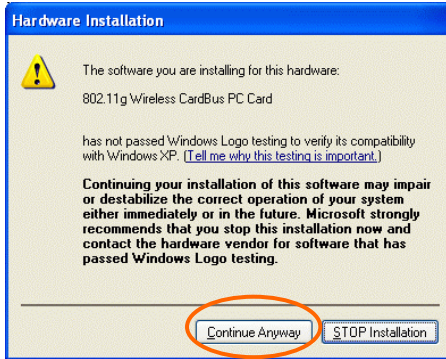 Hardware Installation
The software you are installing for this hardware:
802.11g Wireless CardBus PC Card
has not passed Windows Logo testing to verify its compatibility
with Windows XP. (Tell me why this testing is important.)
Continuing your installation of this software may impair
or destabilize the correct operation of your system
either immediately or in the future. Microsoft strongly
recommends that you stop this installation now and
contact the hardware vendor for software that has
passed Windows Logo testing.
Continue Anyway
STOP Installation